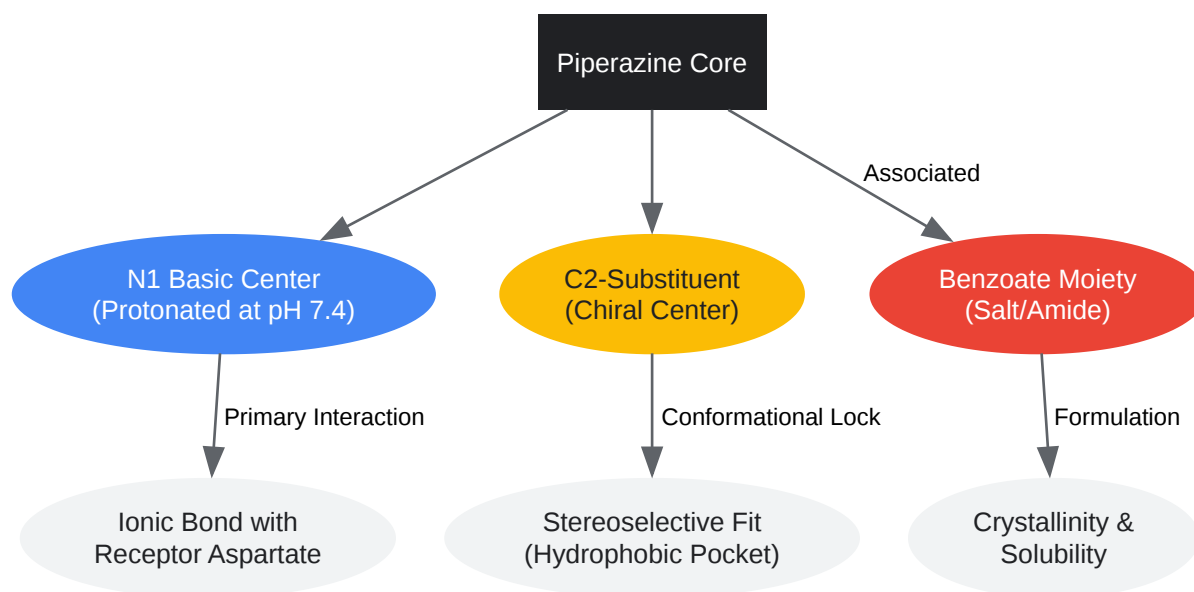 Piperazine Core
Associated
N1 Basic Center
(Protonated at pH 7.4)
C2-Substituent
(Chiral Center)
Benzoate Moiety
(Salt/Amide)
Primary Interaction
Conformational Lock
Formulation
Ionic Bond with
Receptor Aspartate
Stereoselective Fit
(Hydrophobic Pocket)
Crystallinity &
Solubility